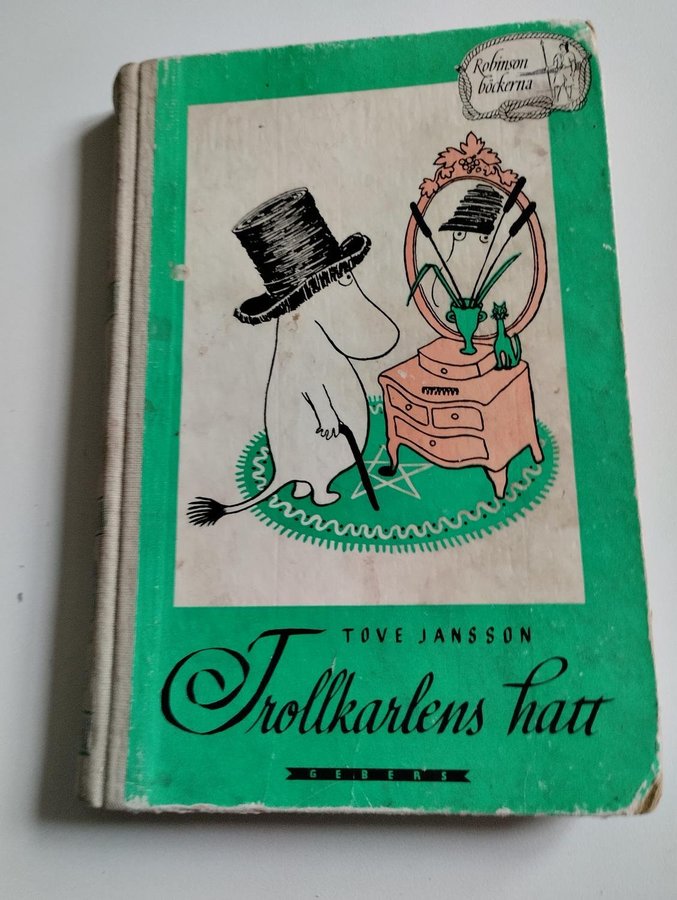 Robinson
böckerna
TOVE JANSSON
Trollkarlens hatt
GEBERS